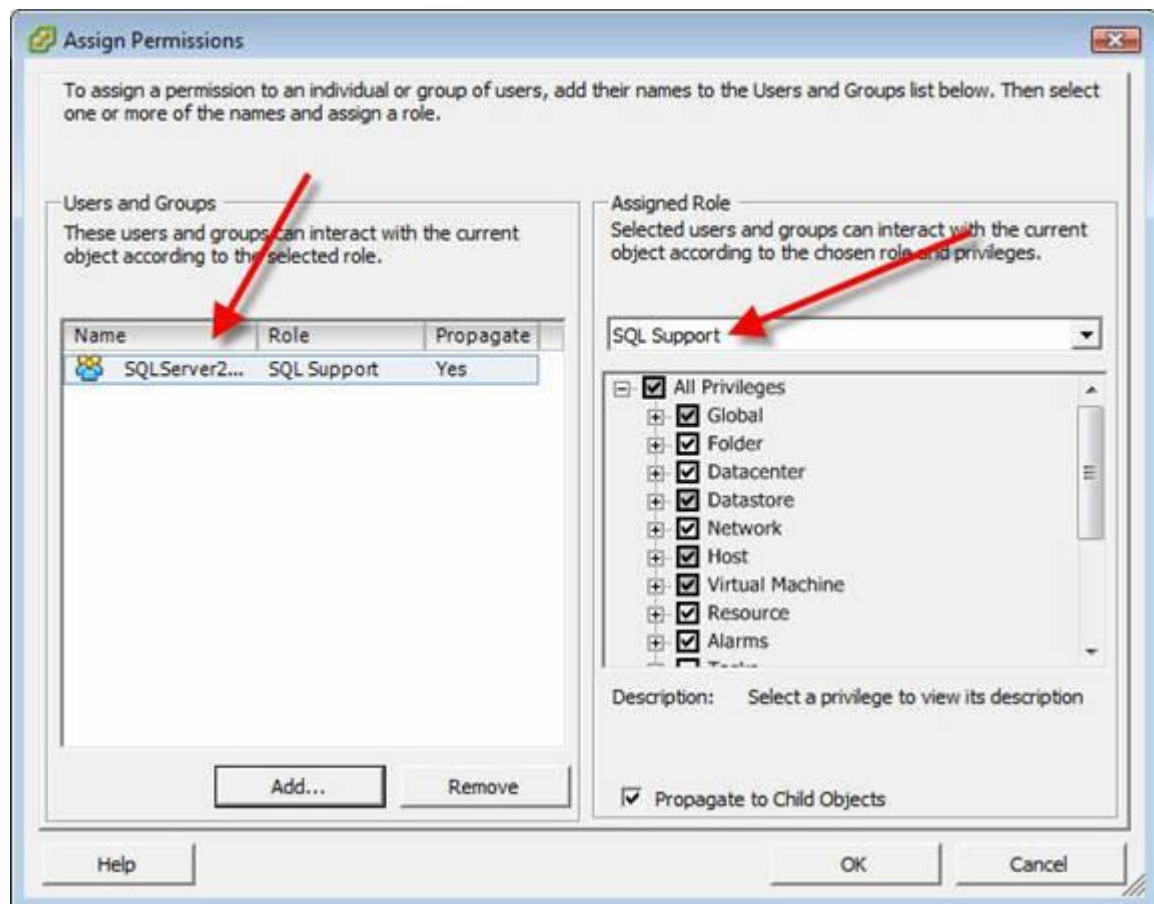 Assign Permissions
To assign a permission to an individual or group of users, add their names to the Users and Groups list below. Then select
one or more of the names and assign a role.
Users and Groups
These users and groups can interact with the current
object according to the selected role.
Name Role Propagate
SQLServer2... SQL Support Yes
Add... Remove
Assigned Role
Selected users and groups can interact with the current
object according to the chosen role and privileges.
SQL Support
All Privileges
Global
Folder
Datacenter
Datastore
Network
Host
Virtual Machine
Resource
Alarms
Description: Select a privilege to view its description
Propagate to Child Objects
Help OK Cancel